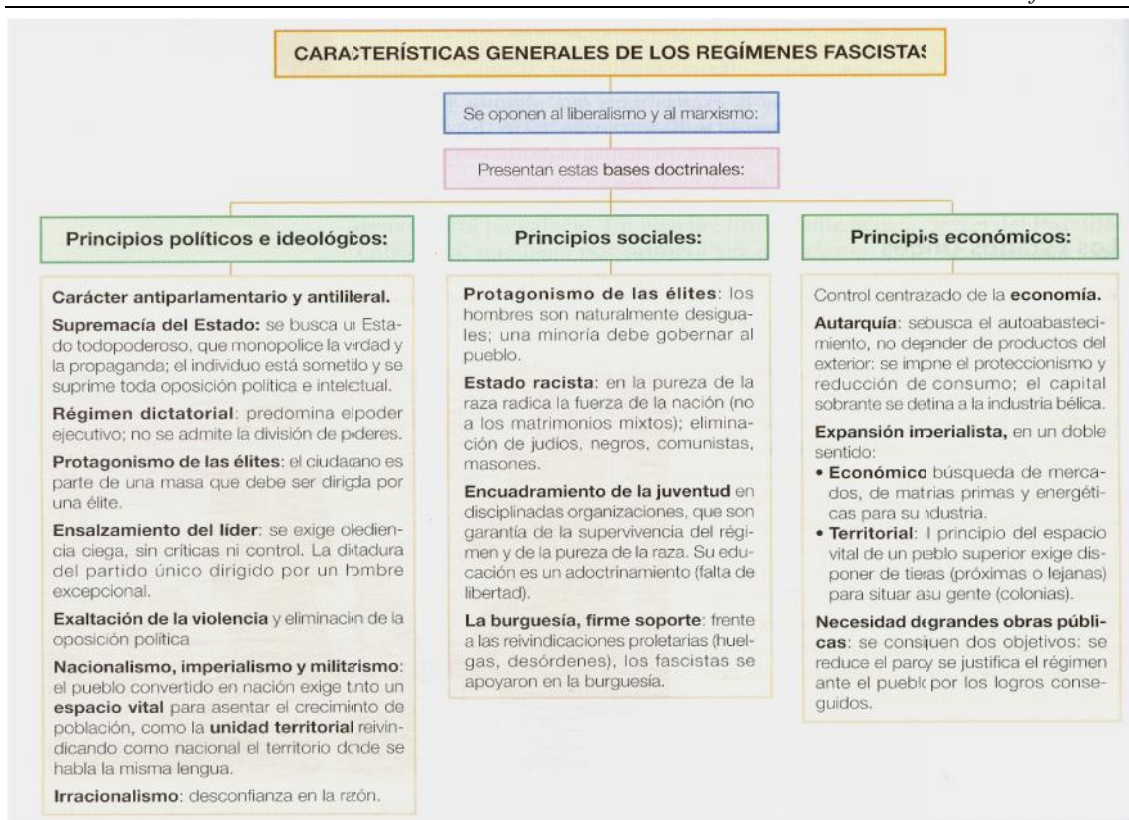 CARACTERÍSTICAS GENERALES DE LOS REGÍMENES FASCISTAS
Se oponen al liberalismo y al marxismo:
Presentan estas bases doctrinales:
Principios políticos e ideológicos:
Carácter antiparlamentario y antiliberal.
Supremacía del Estado: se busca un Esta-
do todopoderoso, que monopolice la verdad y
la propaganda; el individuo está sometido y se
suprime toda oposición política e intelectual.
Régimen dictatorial: predomina el poder
ejecutivo; no se admite la división de poderes.
Protagonismo de las élites: el ciudadano es
parte de una masa que debe ser dirigida por
una élite.
Ensalzamiento del líder: se exige obedien-
cia ciega, sin críticas ni control. La dictadura
del partido único dirigido por un hombre
excepcional.
Exaltación de la violencia y eliminación de la
oposición política
Nacionalismo, imperialismo y militarismo:
el pueblo convertido en nación exige tanto un
espacio vital para asentar el crecimiento de
población, como la unidad territorial reivin-
dicando como nacional el territorio donde se
habla la misma lengua.
Irracionalismo: desconfianza en la razón.
Principios sociales:
Protagonismo de las élites: los
hombres son naturalmente desigua-
les; una minoría debe gobernar al
pueblo.
Estado racista: en la pureza de la
raza radica la fuerza de la nación (no
a los matrimonios mixtos); elimina-
ción de judios, negros, comunistas,
masones.
Encuadramiento de la juventud en
disciplinadas organizaciones, que son
garantía de la supervivencia del régi-
men y de la pureza de la raza. Su edu-
cación es un adoctrinamiento (falta de
libertad).
La burguesía, firme soporte: frente
a las reivindicaciones proletarias (huel-
gas, desórdenes), los fascistas se
apoyaron en la burguesía.
Principios económicos:
Control centralizado de la economía.
Autarquía: se busca el autoabasteci-
miento, no depender de productos del
exterior: se impone el proteccionismo y
reducción de consumo; el capital
sobrante se destina a la industria bélica.
Expansión imperialista, en un doble
sentido:
• Económico búsqueda de merca-
dos, de materias primas y energéti-
cas para su industria.
• Territorial: el principio del espacio
vital de un pueblo superior exige dis-
poner de tierras (próximas o lejanas)
para situar a su gente (colonias).
Necesidad de grandes obras públi-
cas: se consiguen dos objetivos: se
reduce el paro y se justifica el régimen
ante el pueblo por los logros conse-
guidos.